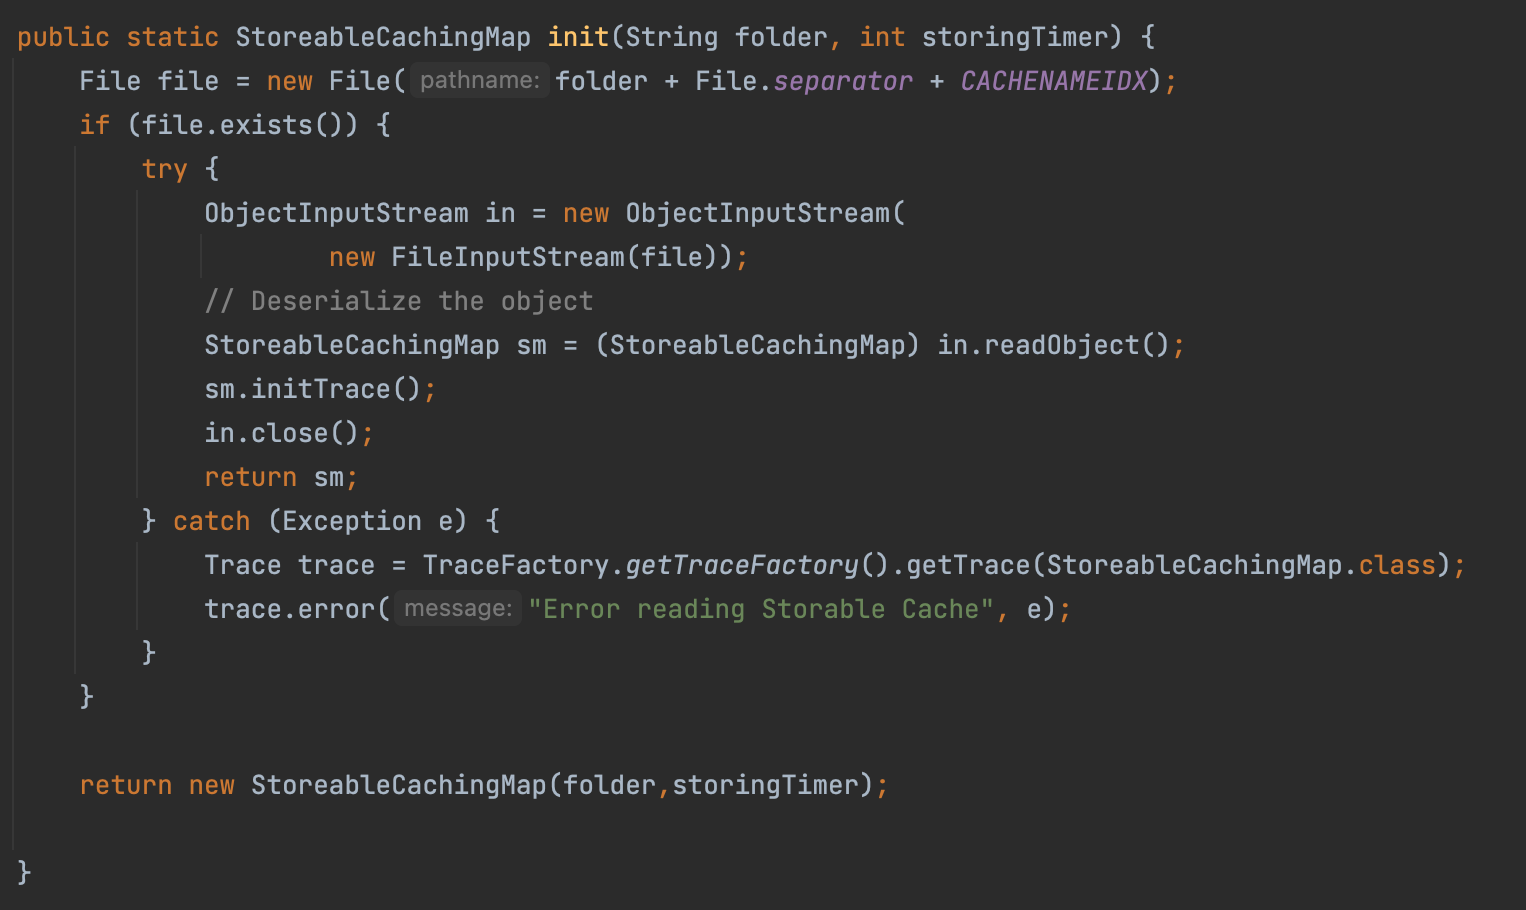 public static StoreableCachingMap init(String folder, int storingTimer) {
    File file = new File( pathname: folder + File.separator + CACHENAMEIDX);
    if (file.exists()) {
        try {
            ObjectInputStream in = new ObjectInputStream(
                    new FileInputStream(file));
            // Deserialize the object
            StoreableCachingMap sm = (StoreableCachingMap) in.readObject();
            sm.initTrace();
            in.close();
            return sm;
        } catch (Exception e) {
            Trace trace = TraceFactory.getTraceFactory().getTrace(StoreableCachingMap.class);
            trace.error( message: "Error reading Storable Cache", e);
        }
    }

    return new StoreableCachingMap(folder,storingTimer);

}